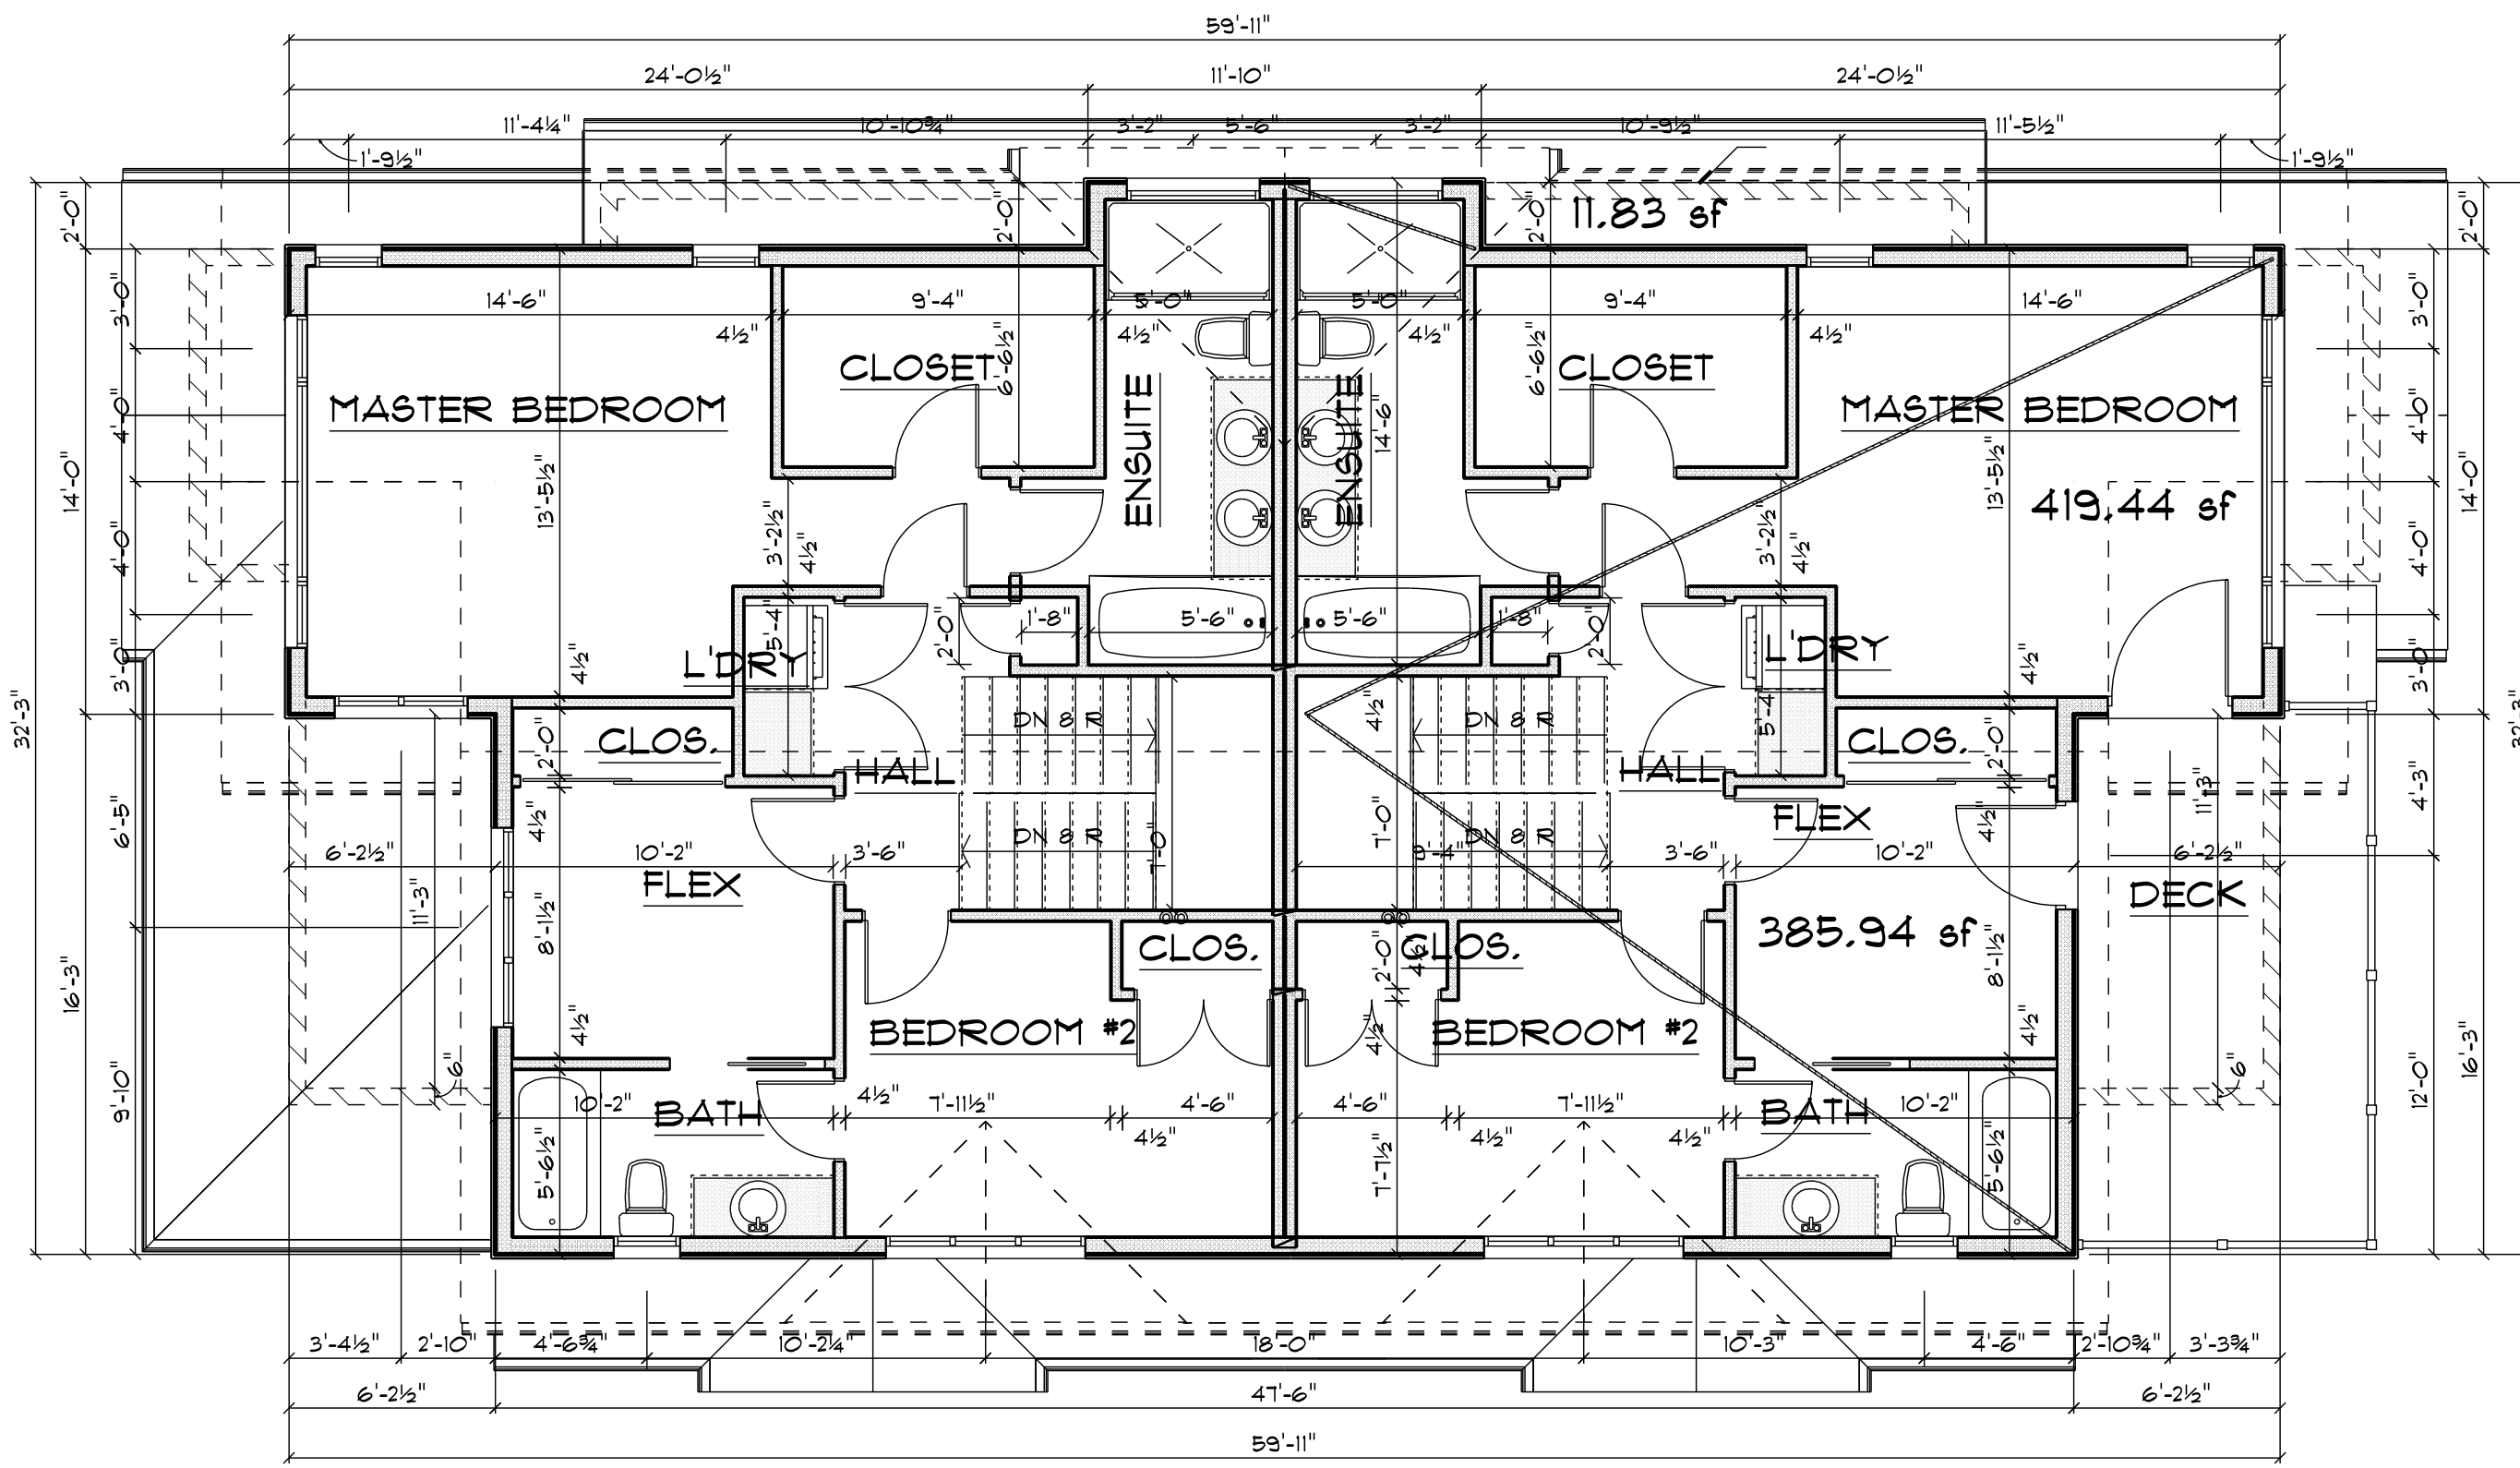 59'-11"
24'-0½" 11'-10" 24'-0½"
11'-4¼" 10'-10¾" 3'-2" 5'-6" 3'-2" 10'-9½" 11'-5½"
1'-9½" 1'-9½"
2'-0" 2'-0" 2'-0" 11.83 sf 2'-0"
3'-0" 14'-6" 9'-4" 5'-0" 5'-0" 9'-4" 14'-6" 3'-0"
4½" 4½" 4½" 4½"
6'-6½" 6'-6½"
CLOSET CLOSET
MASTER BEDROOM ENSUITE ENSUITE 14'-6" MASTER BEDROOM
4'-0" 4'-0"
14'-0" 13'-5½" 13'-5½" 14'-0"
419.44 sf
4'-0" 3'-2½" 4½" 3'-2½" 4½" 4'-0"
5'-4" 2'-0" 1'-8" 5'-6" 5'-6" 1'-8" 2'-0"
3'-0" 4½" L'DRY L'DRY 4½" 3'-0"
32'-3" 4½" 5'-4" 32'-3"
DN 8 R DN 8 R
2'-0" CLOS. CLOS. 2'-0"
HALL HALL 11'-3" 4'-3"
6'-5" 4½" FLEX 4½"
DN 8 R 7'-0" 7'-0" DN 8 R
6'-2½" 10'-2" 3'-6" 9'-4" 3'-6" 10'-2" 6'-2½"
FLEX DECK
11'-3" 8'-1½" 385.94 sf 8'-1½"
CLOS. 2'-0" 4½" CLOS.
16'-3" 4½" BEDROOM #2 4½" BEDROOM #2 4½" 16'-3"
6" 6"
9'-10" 10'-2" BATH 4½" 7'-11½" 4'-6" 4'-6" 7'-11½" BATH 10'-2" 12'-0"
4½" 4½" 4½"
5'-6½" 7'-7½" 5'-6½"
3'-4½" 2'-10" 4'-6¾" 10'-2¼" 18'-0" 10'-3" 4'-6" 2'-10¾" 3'-3¾"
6'-2½" 47'-6" 6'-2½"
59'-11"